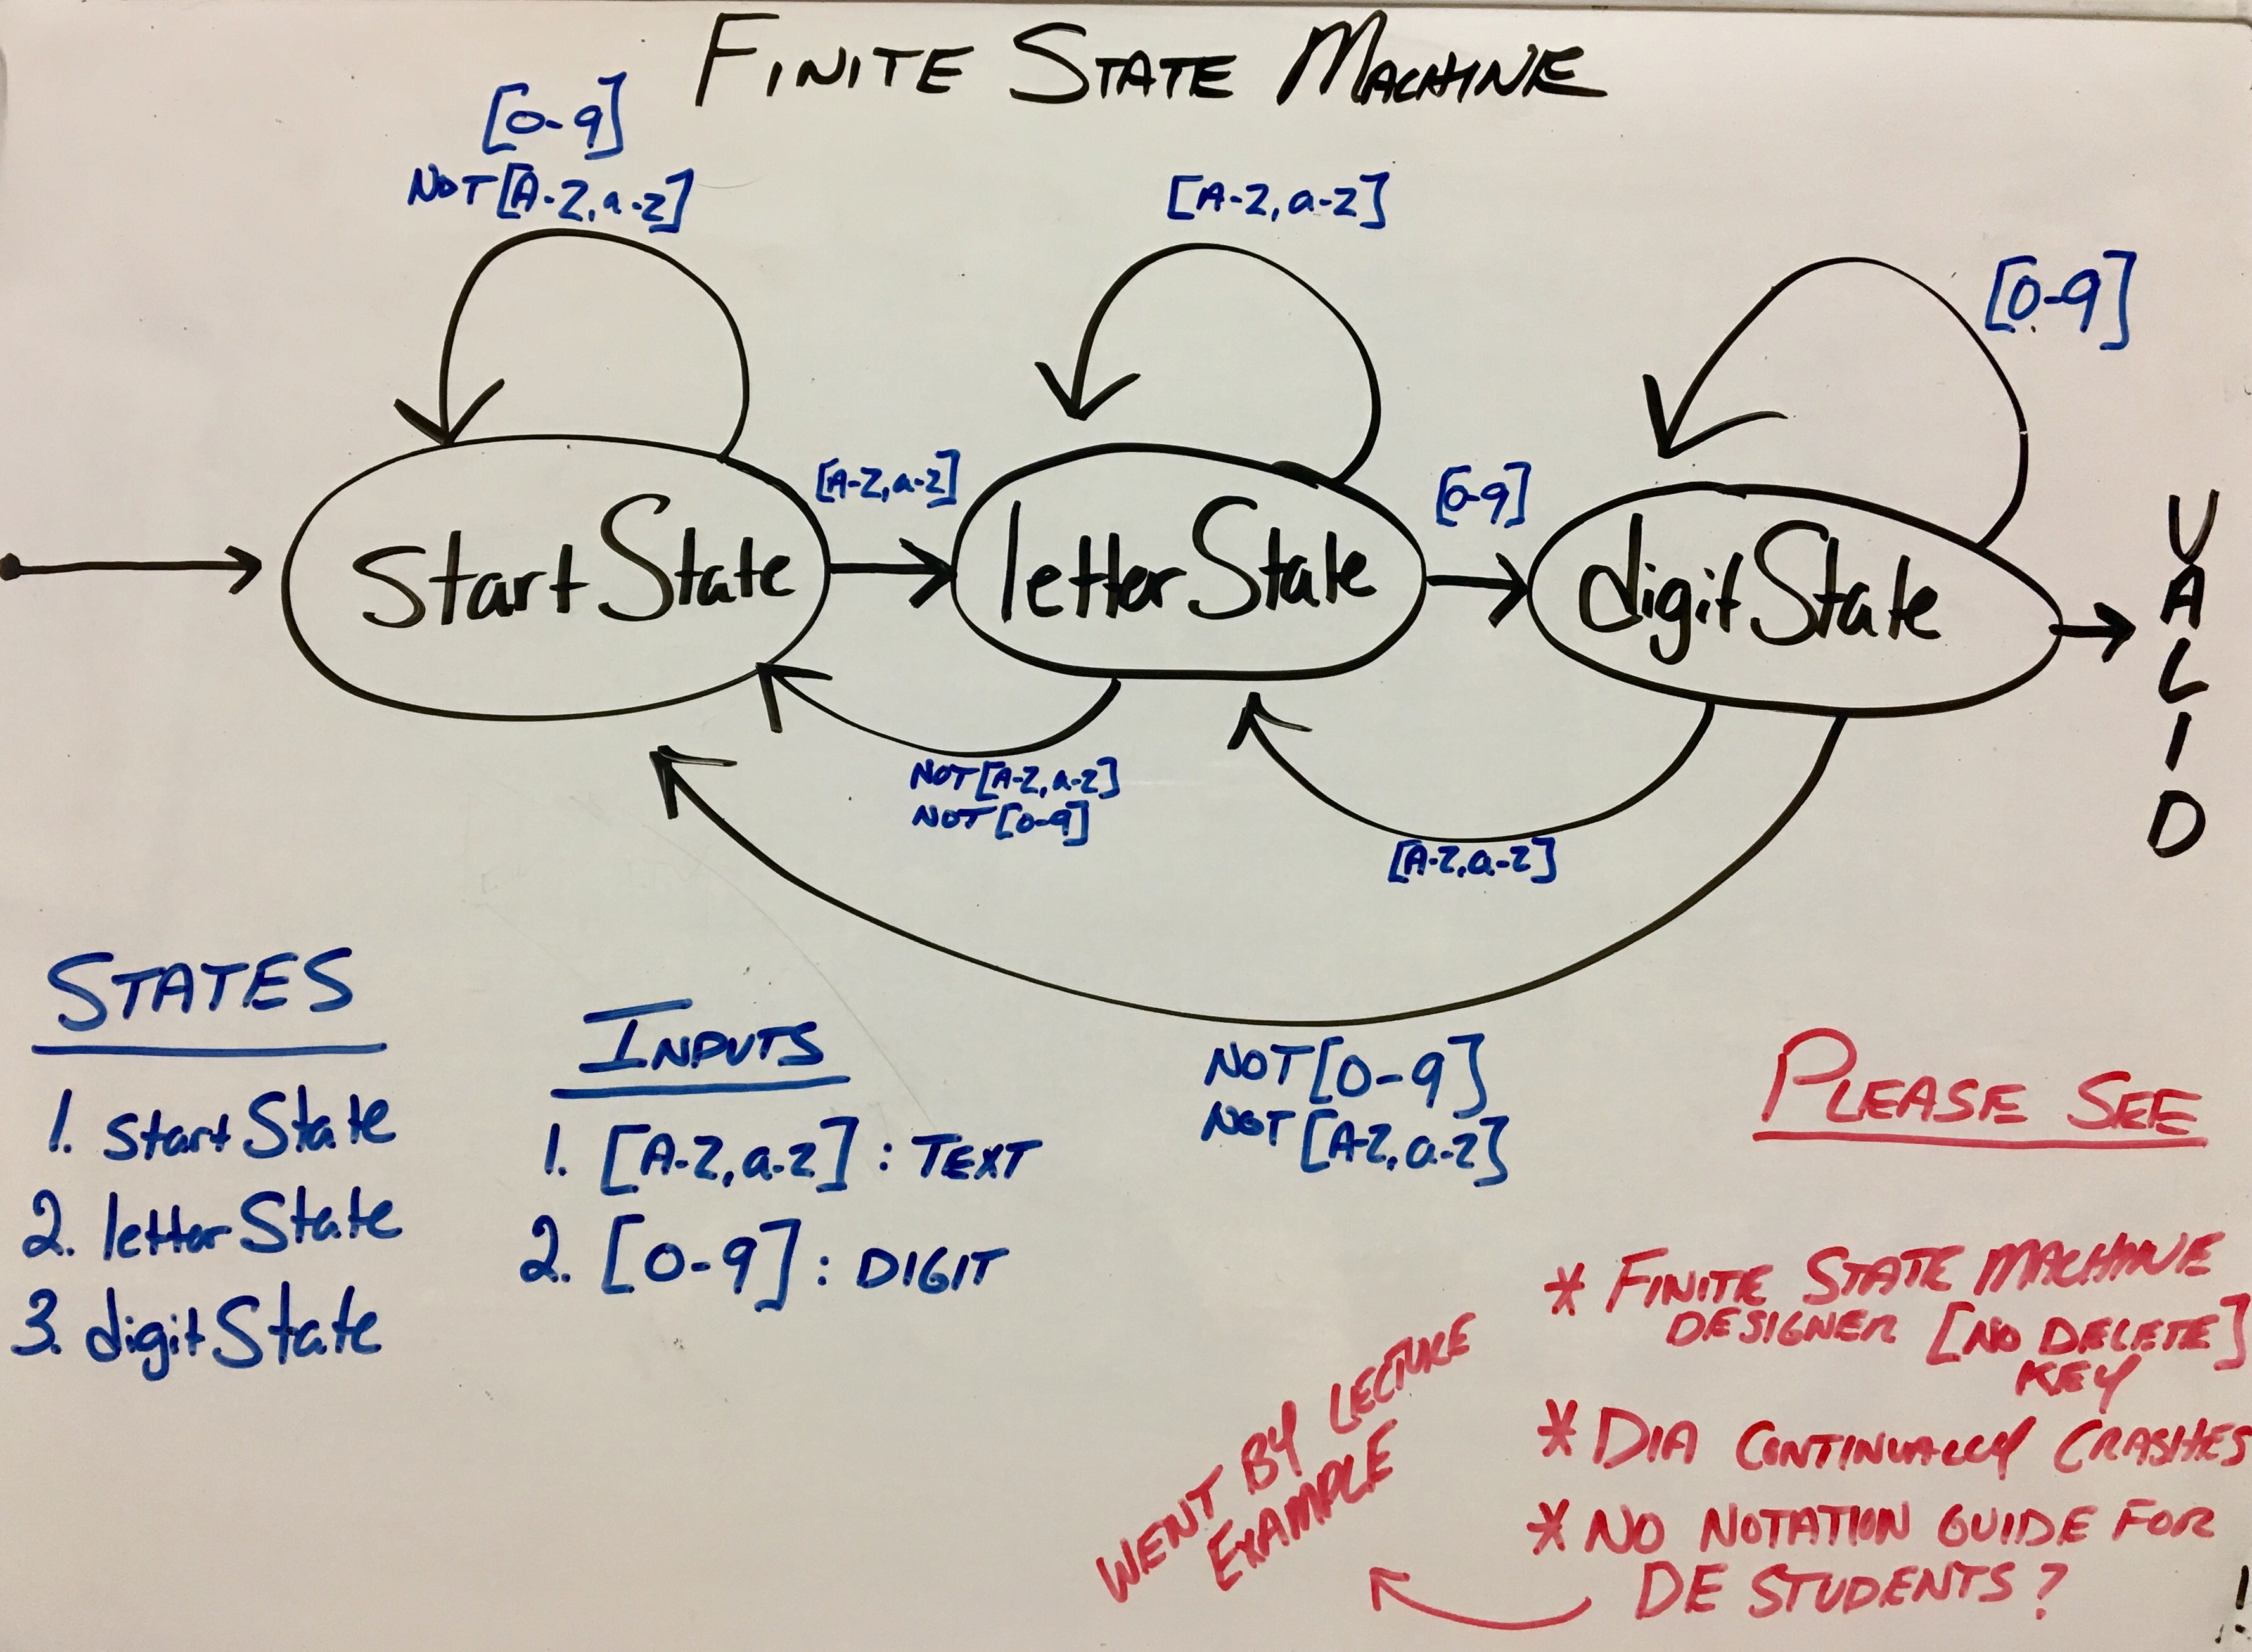 FINITE STATE MACHINE
[0-9]
NOT [A-Z, a-z]
[A-Z, a-z]
[0-9]
[A-Z, a-z]
[0-9]
startState
letterState
digitState
VALID
NOT [A-Z, a-z]
NOT [0-9]
[A-Z, a-z]
NOT [0-9]
NOT [A-Z, a-z]
STATES
1. startState
2. letterState
3. digitState
INPUTS
1. [A-Z, a-z] : TEXT
2. [0-9] : DIGIT
PLEASE SEE
* FINITE STATE MACHINE
DESIGNER [NO DELETE]
KEY
* DIA CONTINUALLY CRASHES
* NO NOTATION GUIDE FOR
DE STUDENTS?
WENT BY LECTURE
EXAMPLE